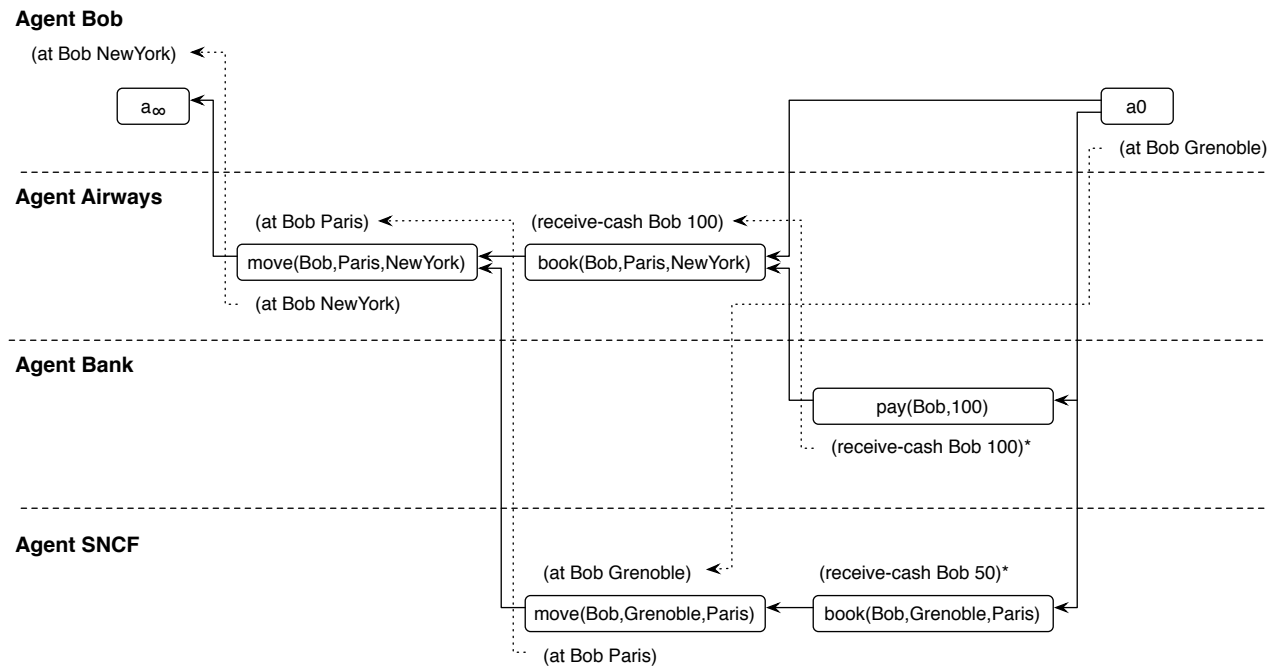 Agent Bob
(at Bob NewYork)
a∞
a0
(at Bob Grenoble)
Agent Airways
(at Bob Paris)
(receive-cash Bob 100)
move(Bob,Paris,NewYork)
book(Bob,Paris,NewYork)
(at Bob NewYork)
Agent Bank
pay(Bob,100)
(receive-cash Bob 100)*
Agent SNCF
(at Bob Grenoble)
(receive-cash Bob 50)*
move(Bob,Grenoble,Paris)
book(Bob,Grenoble,Paris)
(at Bob Paris)